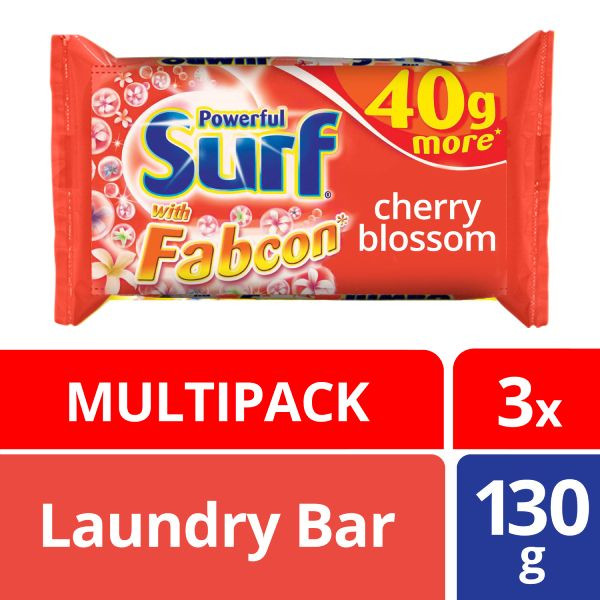 Powerful
Surf®
with
Fabcon*
40g
more*
cherry
blossom
MULTIPACK
3x
Laundry Bar
130
g